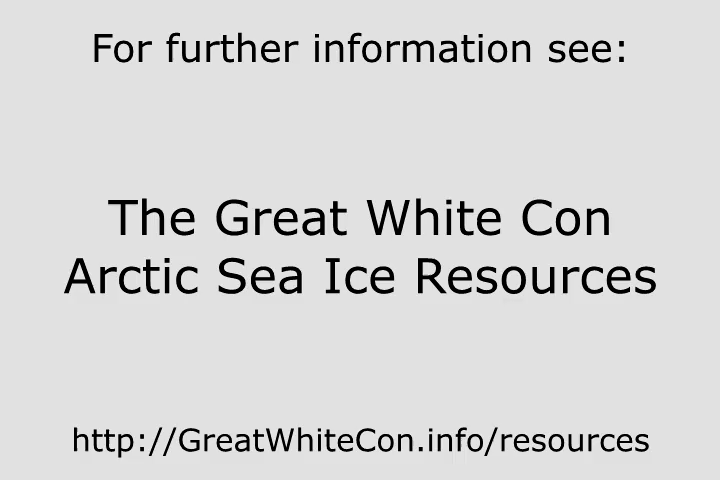 For further information see:
The Great White Con
Arctic Sea Ice Resources
http://GreatWhiteCon.info/resources